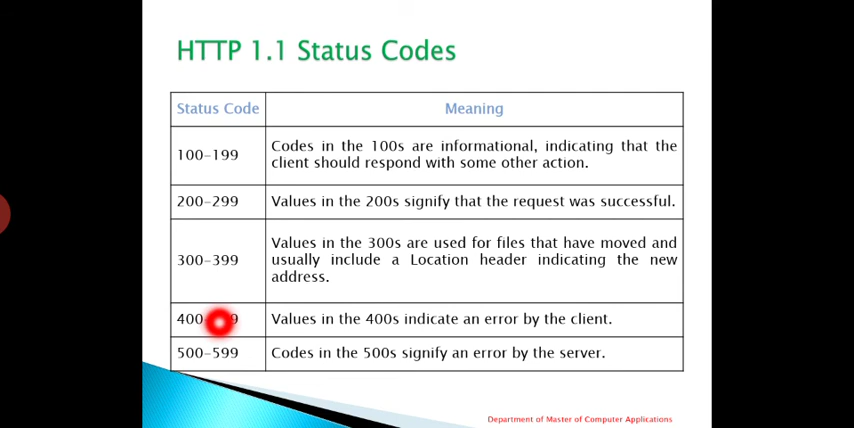 HTTP 1.1 Status Codes
Status Code
Meaning
100-199
Codes in the 100s are informational, indicating that the
client should respond with some other action.
200-299
Values in the 200s signify that the request was successful.
300-399
Values in the 300s are used for files that have moved and
usually include a Location header indicating the new
address.
400-
Values in the 400s indicate an error by the client.
500-599
Codes in the 500s signify an error by the server.
Department of Master of Computer Applications